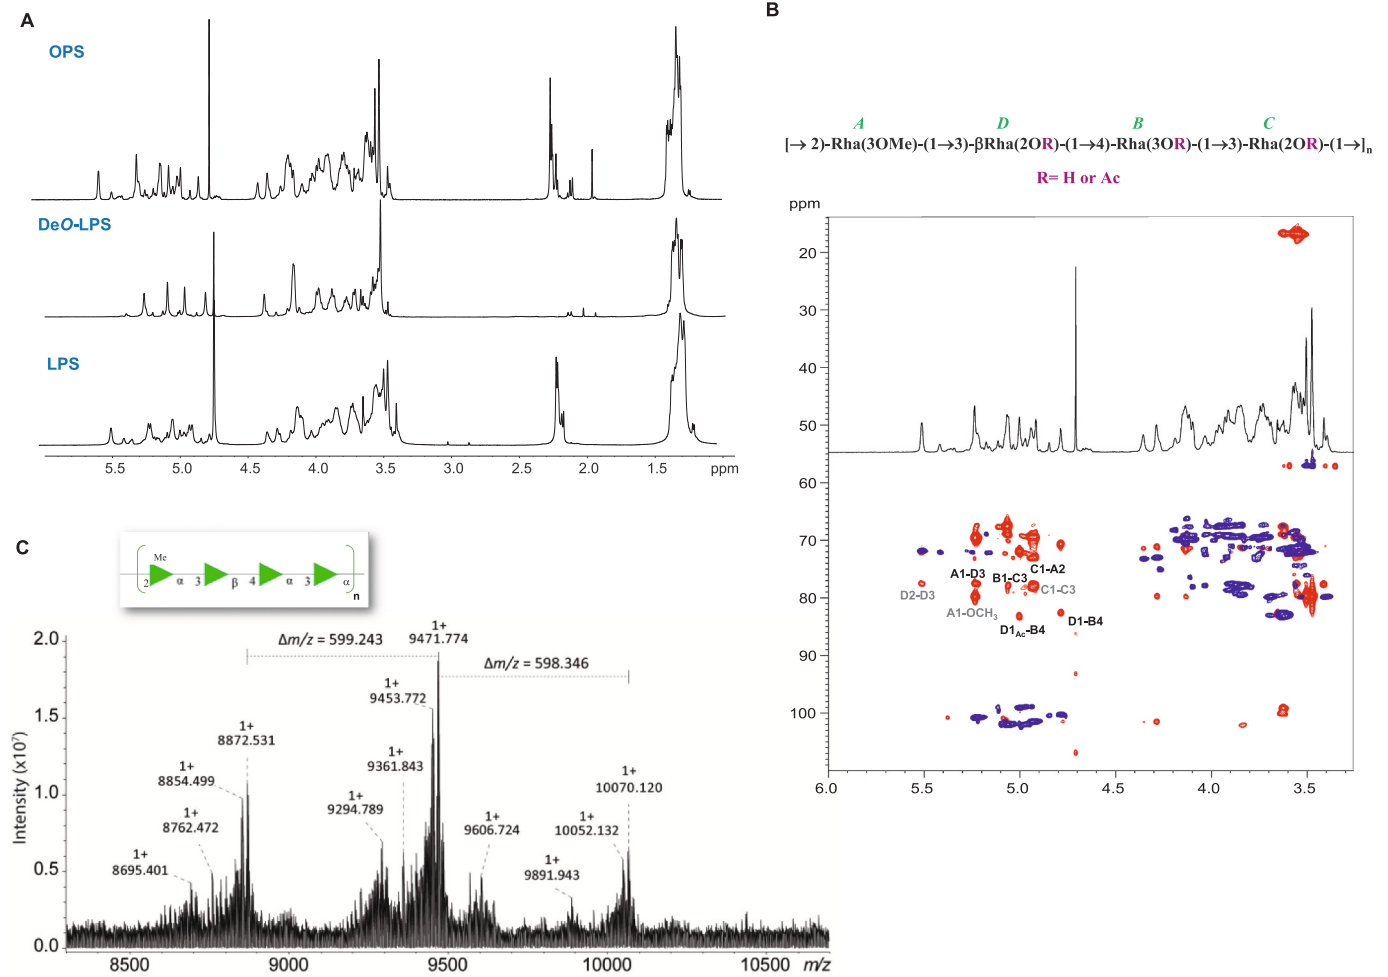 A
OPS
DeO-LPS
LPS
5.5 5.0 4.5 4.0 3.5 3.0 2.5 2.0 1.5 ppm
B
A D B C
[→ 2)-Rha(3OMe)-(1→3)-βRha(2OR)-(1→4)-Rha(3OR)-(1→3)-Rha(2OR)-(1→]n
R= H or Ac
ppm
20
30
40
50
60
70
80
90
100
A1-D3 B1-C3 C1-A2
D2-D3 C1-C3
A1-OCH3
D1Ac-B4 D1-B4
6.0 5.5 5.0 4.5 4.0 3.5
C
Me
2 α 3 β 4 α 3 α n
Intensity (x10⁷)
2.0
1.5
1.0
0.5
0.0
Δm/z = 599.243
Δm/z = 598.346
1+
9471.774
1+
9453.772
1+
8872.531
1+
8854.499
1+
9361.843
1+
10070.120
1+
8762.472
1+
9294.789
1+
9606.724
1+
10052.132
1+
8695.401
1+
9891.943
8500 9000 9500 10000 10500 m/z